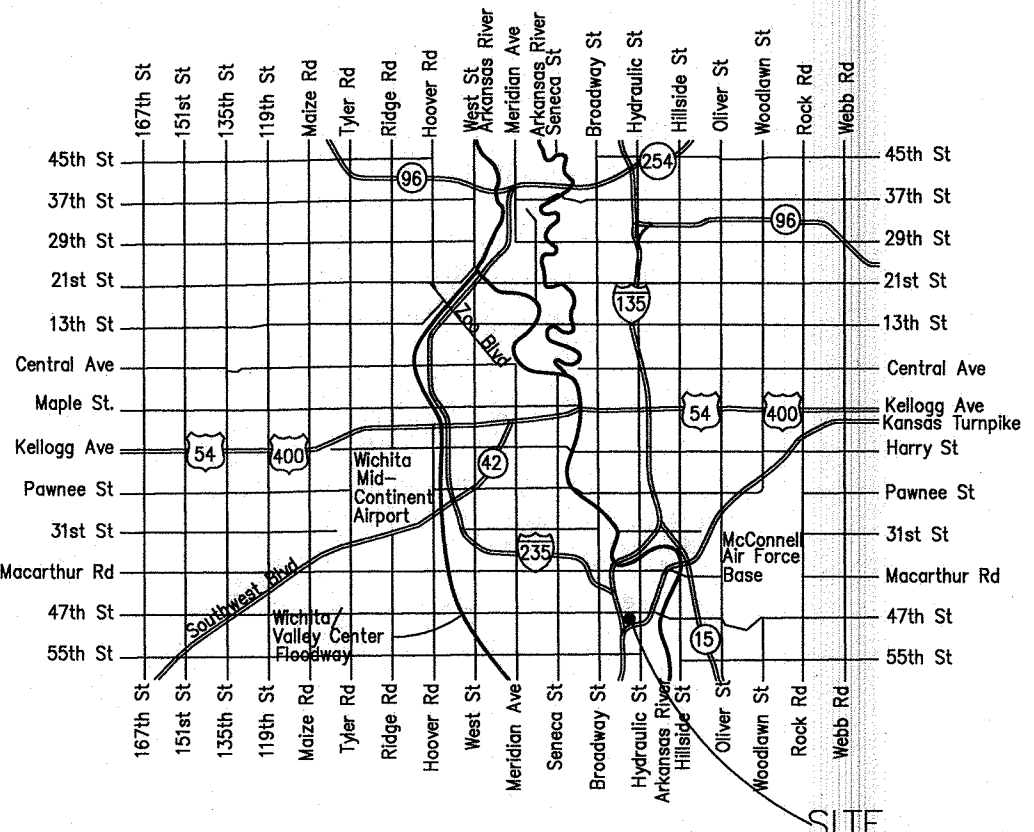 167th St
151st St
135th St
119th St
Maize Rd
Tyler Rd
Ridge Rd
Hoover Rd
West St
Arkansas River
Meridian Ave
Arkansas River
Seneca St
Broadway St
Hydraulic St
Hillside St
Oliver St
Woodlawn St
Rock Rd
Webb Rd
45th St
254
45th St
96
37th St
37th St
96
29th St
29th St
21st St
21st St
135
Zoo Blvd
13th St
13th St
Central Ave
Central Ave
Maple St.
54
400
Kellogg Ave
Kansas Turnpike
Kellogg Ave
54
400
42
Harry St
Wichita
Mid-
Continent
Airport
Pawnee St
Pawnee St
31st St
31st St
235
McConnell
Air Force
Base
Macarthur Rd
Macarthur Rd
Southwest Blvd
47th St
47th St
Wichita/
Valley Center
Floodway
15
55th St
55th St
167th St
151st St
135th St
119th St
Maize Rd
Tyler Rd
Ridge Rd
Hoover Rd
West St
Meridian Ave
Seneca St
Broadway St
Hydraulic St
Arkansas River
Hillside St
Oliver St
Woodlawn St
Rock Rd
Webb Rd
SITE